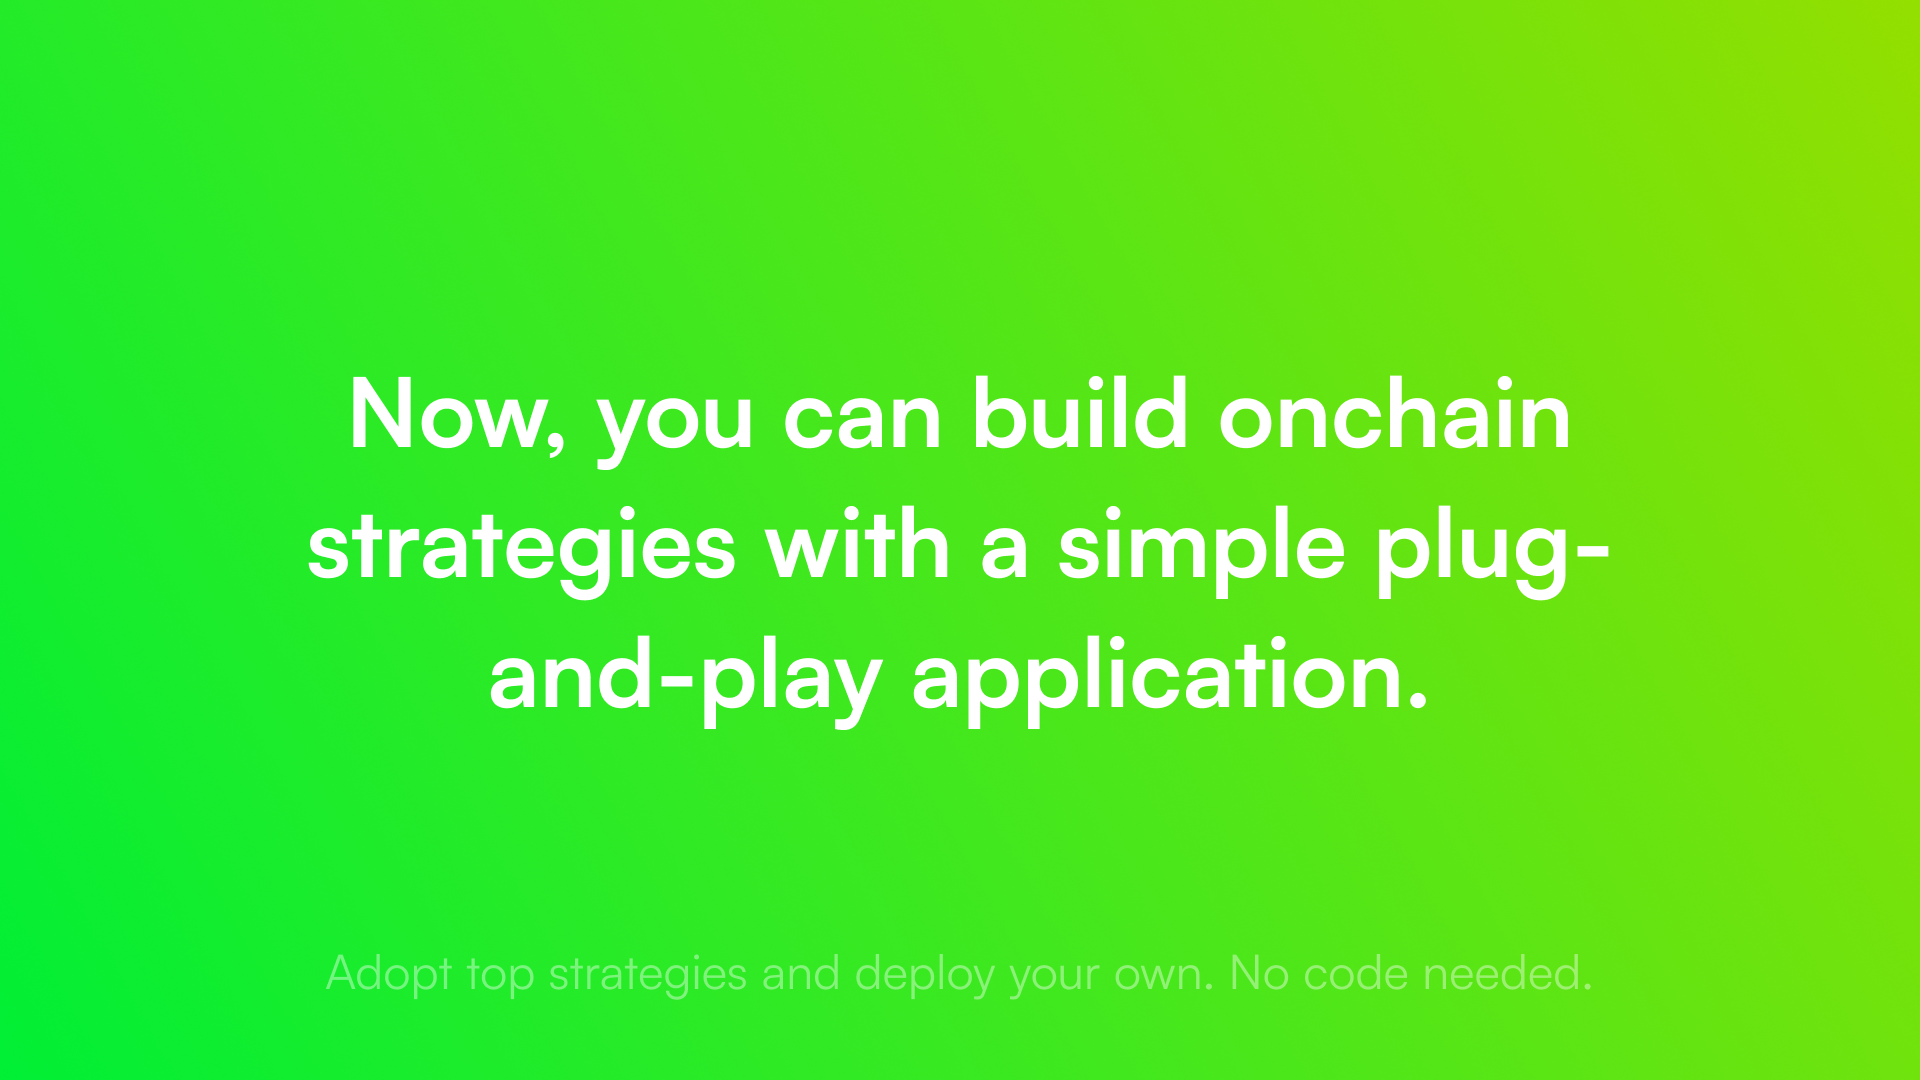 Now, you can build onchain
strategies with a simple plug-
and-play application.
Adopt top strategies and deploy your own. No code needed.